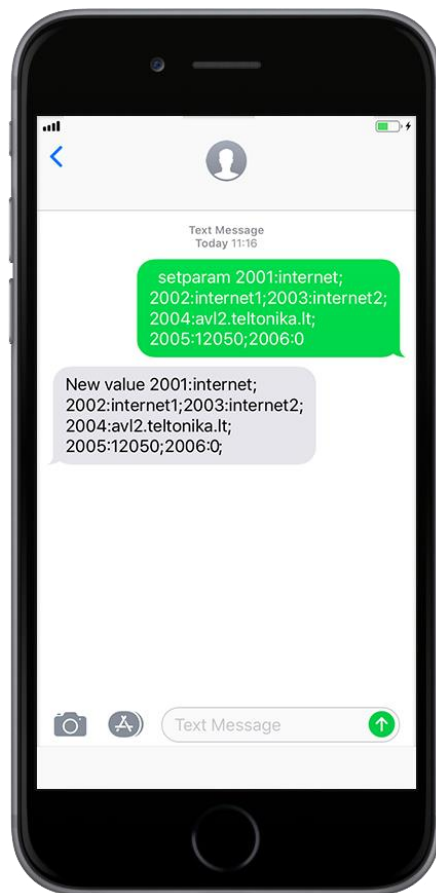 Text Message
Today 11:16
setparam 2001:internet;
2002:internet1;2003:internet2;
2004:avl2.teltonika.lt;
2005:12050;2006:0
New value 2001:internet;
2002:internet1;2003:internet2;
2004:avl2.teltonika.lt;
2005:12050;2006:0;
Text Message